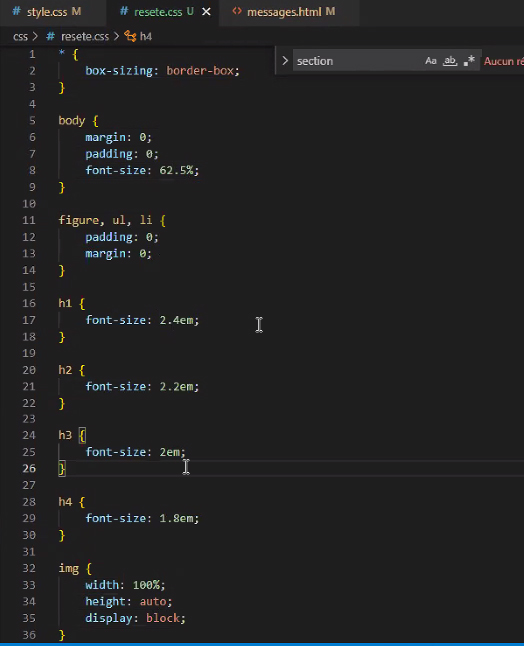 # style.css M
# resete.css U ×
<> messages.html M
css > # resete.css > h4
section Aa ab .* Aucun ré
1 * {
2 box-sizing: border-box;
3 }
4
5 body {
6 margin: 0;
7 padding: 0;
8 font-size: 62.5%;
9 }
10
11 figure, ul, li {
12 padding: 0;
13 margin: 0;
14 }
15
16 h1 {
17 font-size: 2.4em;
18 }
19
20 h2 {
21 font-size: 2.2em;
22 }
23
24 h3 {
25 font-size: 2em;
26 }
27
28 h4 {
29 font-size: 1.8em;
30 }
31
32 img {
33 width: 100%;
34 height: auto;
35 display: block;
36 }